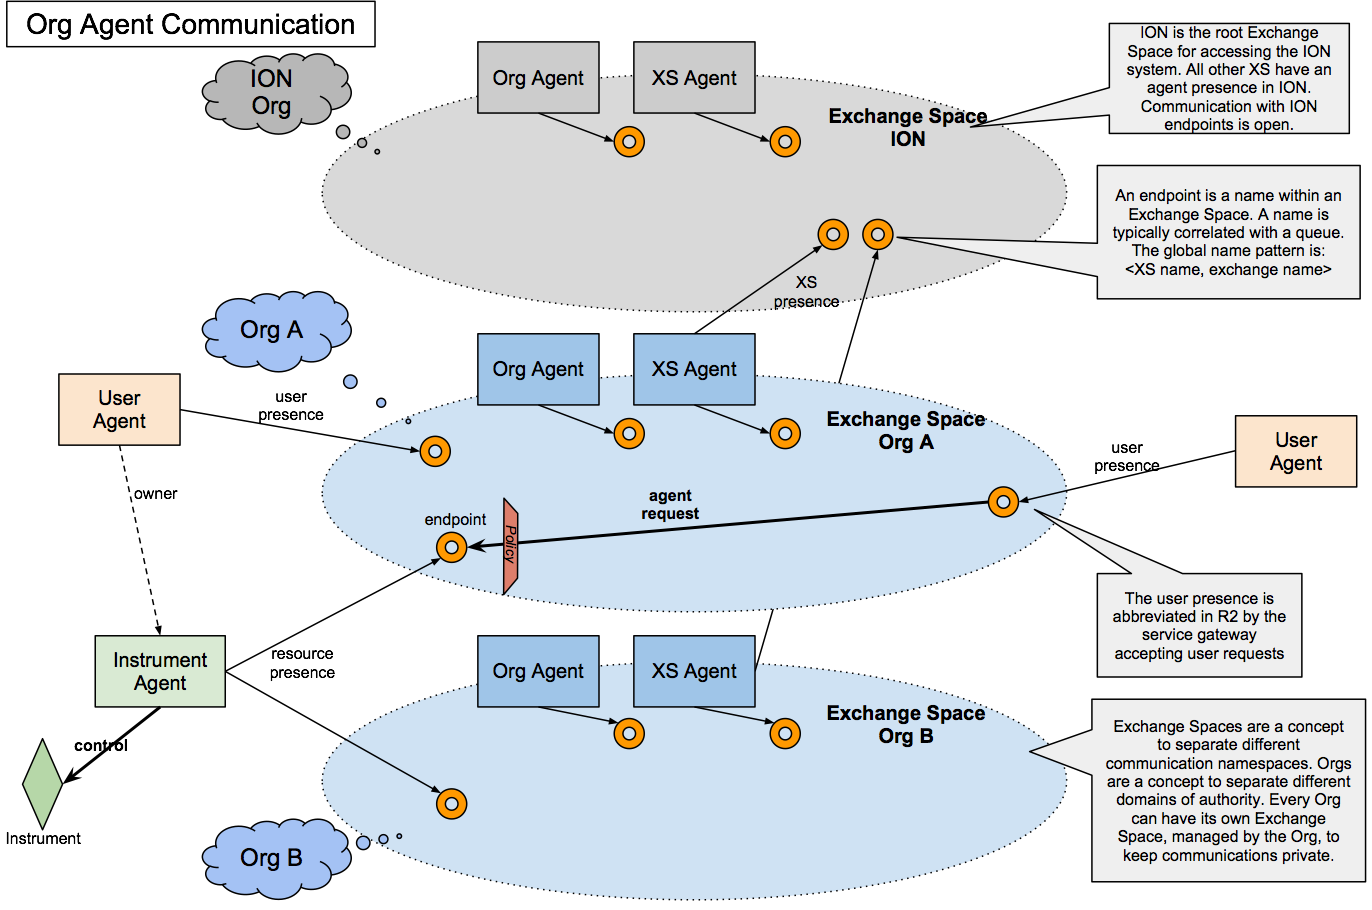 Org Agent Communication
ION
Org
Org Agent
XS Agent
Exchange Space
ION
ION is the root Exchange
Space for accessing the ION
system. All other XS have an
agent presence in ION.
Communication with ION
endpoints is open.
An endpoint is a name within an
Exchange Space. A name is
typically correlated with a queue.
The global name pattern is:
<XS name, exchange name>
XS
presence
Org A
Org Agent
XS Agent
Exchange Space
Org A
User
Agent
user
presence
owner
user
presence
User
Agent
agent
request
endpoint
Policy
The user presence is
abbreviated in R2 by the
service gateway
accepting user requests
Instrument
Agent
resource
presence
control
Instrument
Org Agent
XS Agent
Exchange Space
Org B
Org B
Exchange Spaces are a concept
to separate different
communication namespaces. Orgs
are a concept to separate different
domains of authority. Every Org
can have its own Exchange
Space, managed by the Org, to
keep communications private.